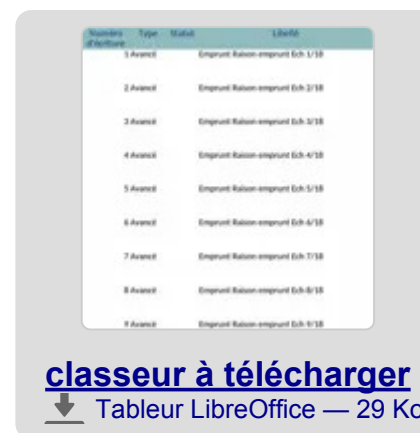 Numéro d'écriture Type Statut Libellé
1 Avancé Emprunt Raison emprunt Ech 1/18
2 Avancé Emprunt Raison emprunt Ech 2/18
3 Avancé Emprunt Raison emprunt Ech 3/18
4 Avancé Emprunt Raison emprunt Ech 4/18
5 Avancé Emprunt Raison emprunt Ech 5/18
6 Avancé Emprunt Raison emprunt Ech 6/18
7 Avancé Emprunt Raison emprunt Ech 7/18
8 Avancé Emprunt Raison emprunt Ech 8/18
9 Avancé Emprunt Raison emprunt Ech 9/18
classeur à télécharger
Tableur LibreOffice — 29 Ko